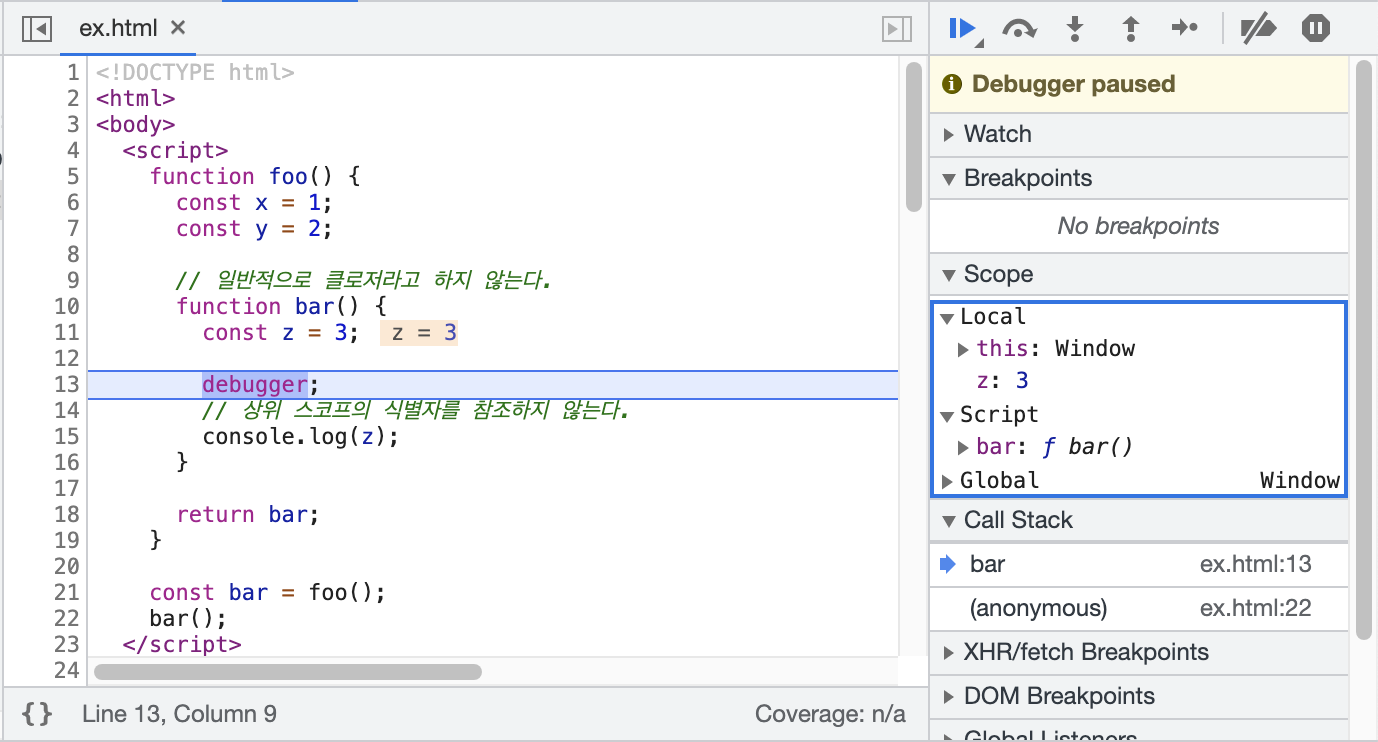 ex.html ×
1 <!DOCTYPE html>
2 <html>
3 <body>
4 <script>
5 function foo() {
6 const x = 1;
7 const y = 2;
8
9 // 일반적으로 클로저라고 하지 않는다.
10 function bar() {
11 const z = 3; z = 3
12
13 debugger;
14 // 상위 스코프의 식별자를 참조하지 않는다.
15 console.log(z);
16 }
17
18 return bar;
19 }
20
21 const bar = foo();
22 bar();
23 </script>
24
{} Line 13, Column 9 Coverage: n/a
Debugger paused
Watch
Breakpoints
No breakpoints
Scope
Local
this: Window
z: 3
Script
bar: ƒ bar()
Global Window
Call Stack
bar ex.html:13
(anonymous) ex.html:22
XHR/fetch Breakpoints
DOM Breakpoints
Global Listeners